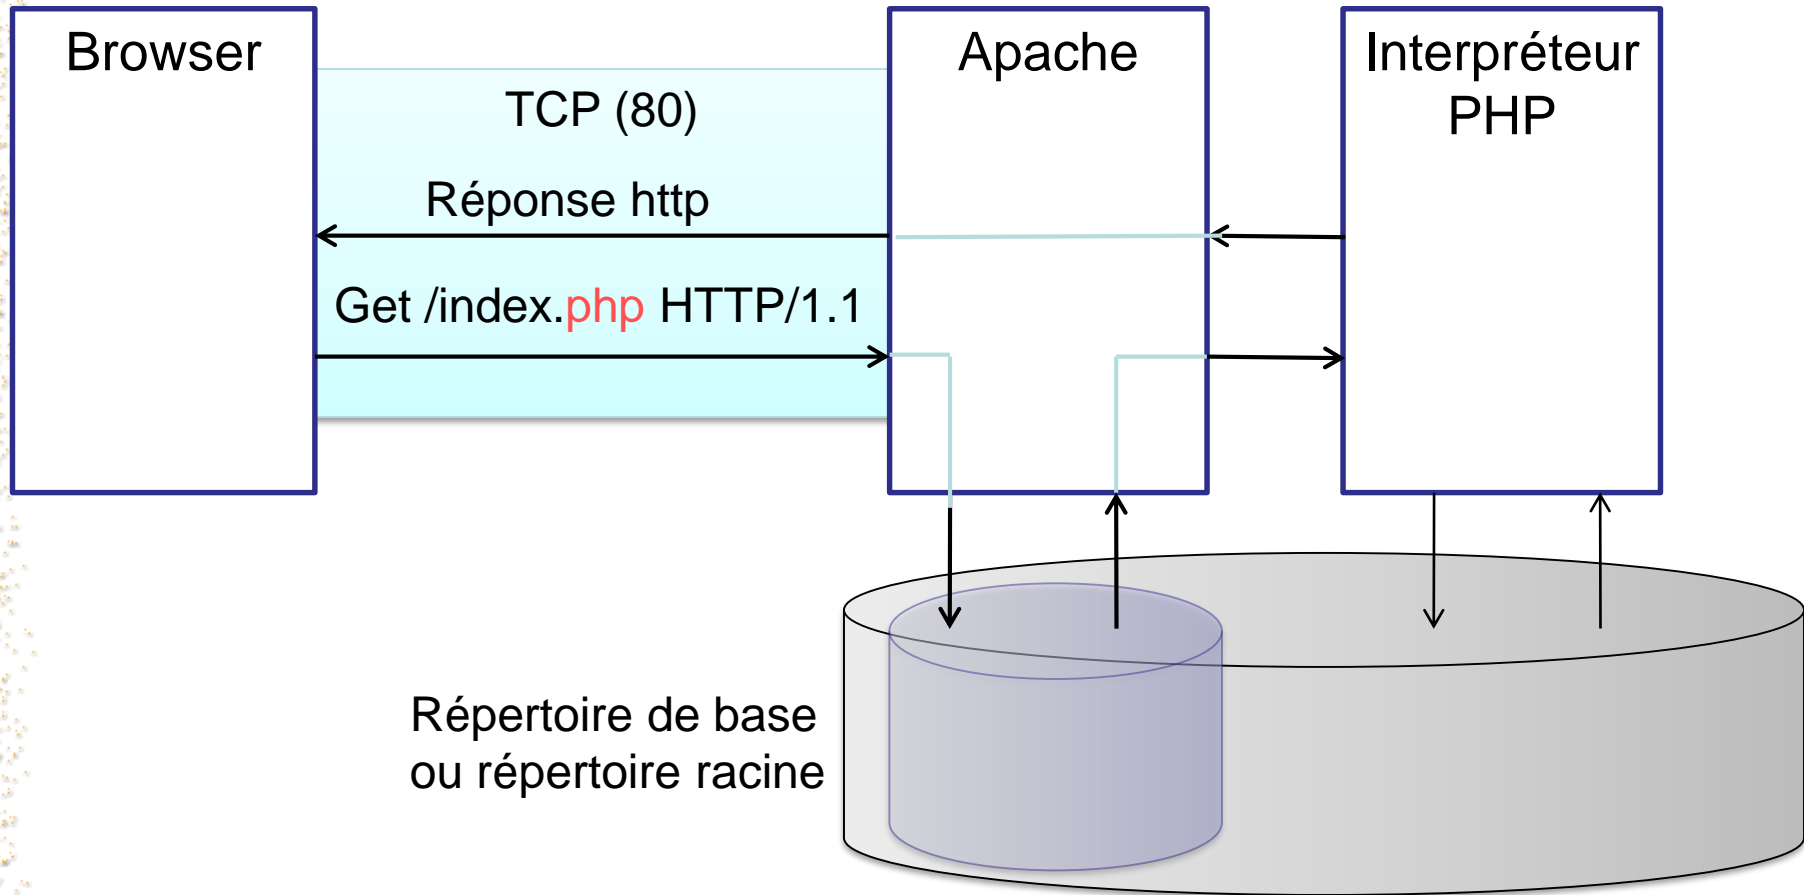 Browser
Apache
Interpréteur
PHP
TCP (80)
Réponse http
Get /index.php HTTP/1.1
Répertoire de base
ou répertoire racine